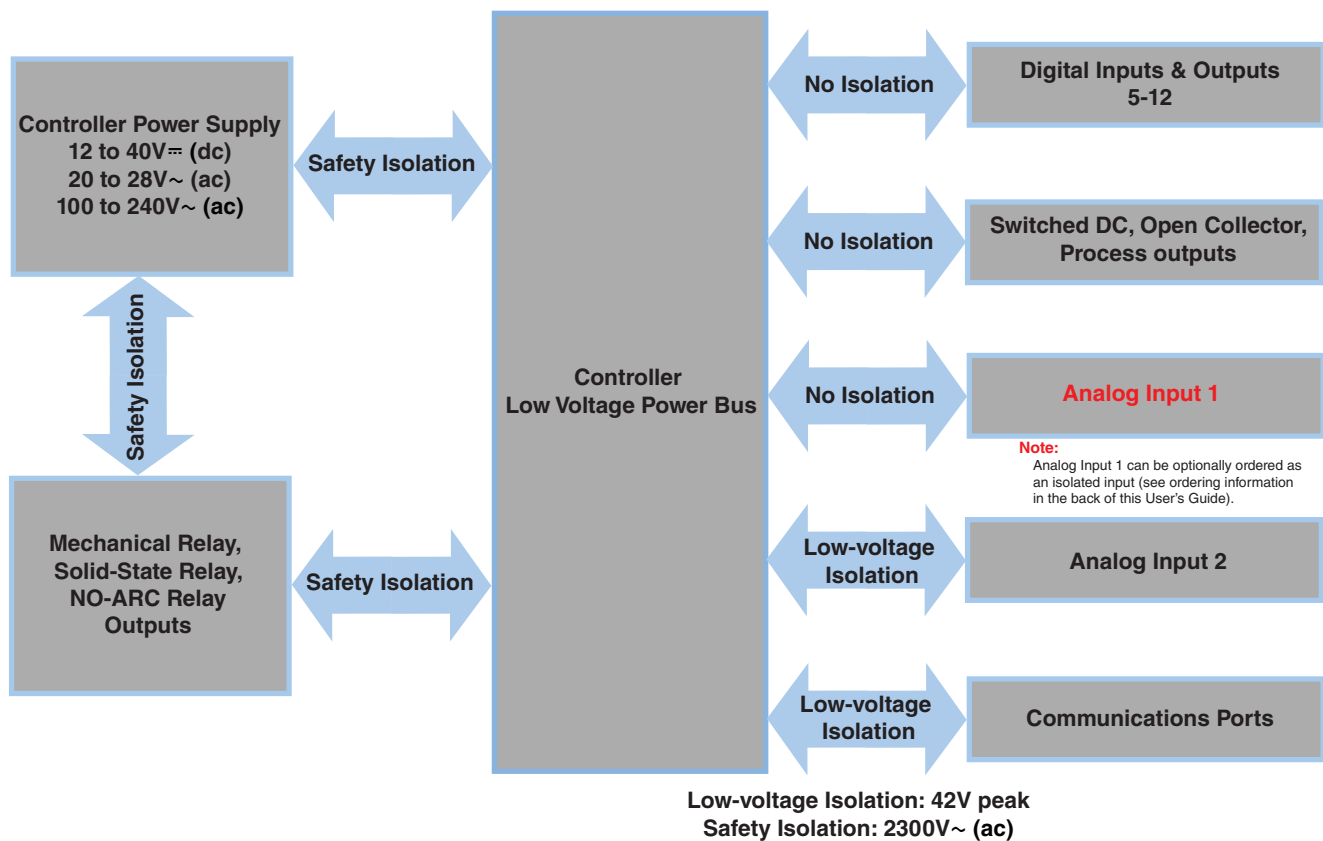 Controller Power Supply
12 to 40V⎓ (dc)
20 to 28V~ (ac)
100 to 240V~ (ac)
Safety Isolation
Safety Isolation
Mechanical Relay,
Solid-State Relay,
NO-ARC Relay
Outputs
Safety Isolation
Controller
Low Voltage Power Bus
No Isolation
Digital Inputs & Outputs
5-12
No Isolation
Switched DC, Open Collector,
Process outputs
No Isolation
Analog Input 1
Note:
Analog Input 1 can be optionally ordered as
an isolated input (see ordering information
in the back of this User's Guide).
Low-voltage
Isolation
Analog Input 2
Low-voltage
Isolation
Communications Ports
Low-voltage Isolation: 42V peak
Safety Isolation: 2300V~ (ac)